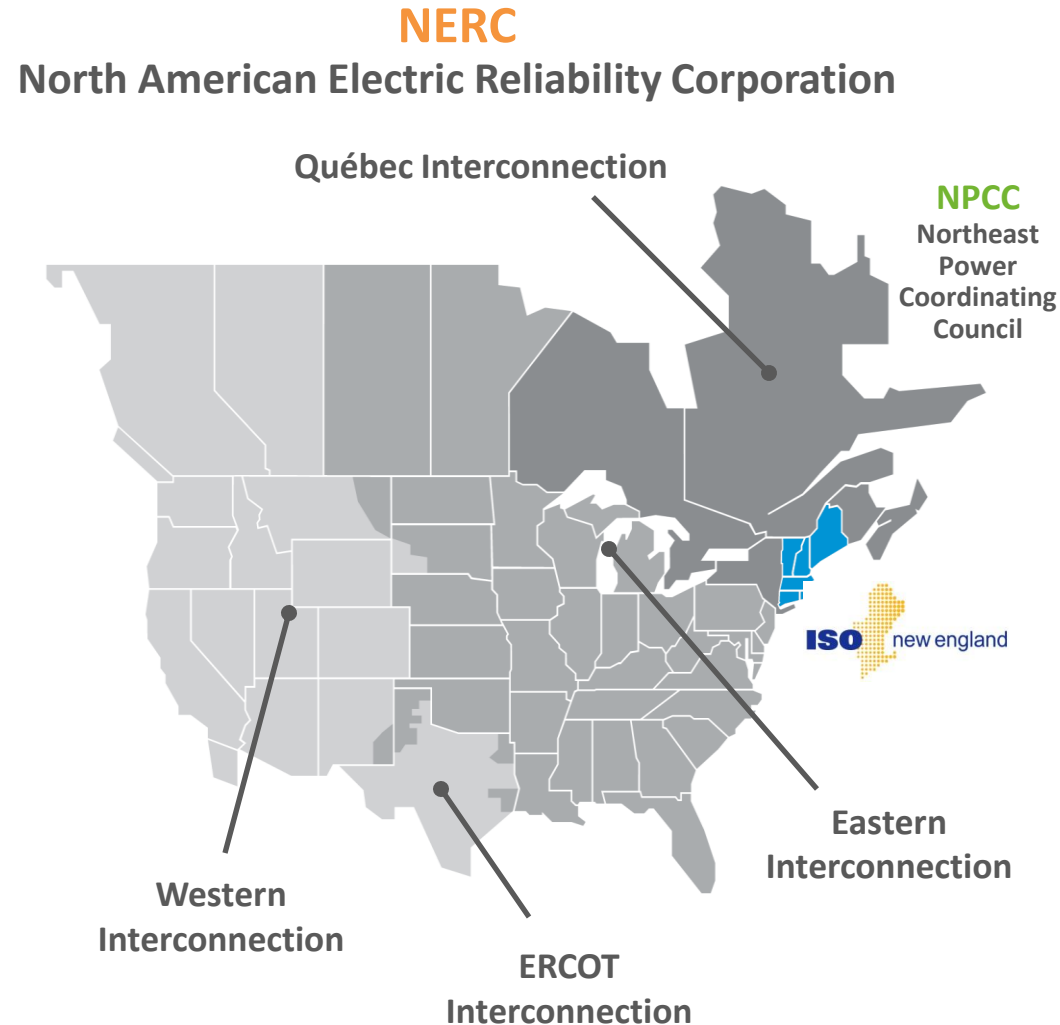 NERC
North American Electric Reliability Corporation
Québec Interconnection
NPCC
Northeast
Power
Coordinating
Council
ISO new england
Eastern
Interconnection
Western
Interconnection
ERCOT
Interconnection